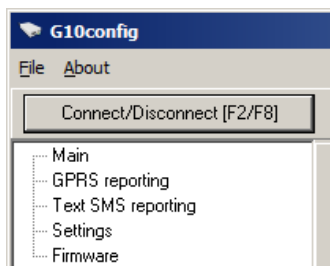 G10config
File About
Connect/Disconnect [F2/F8]
Main
GPRS reporting
Text SMS reporting
Settings
Firmware